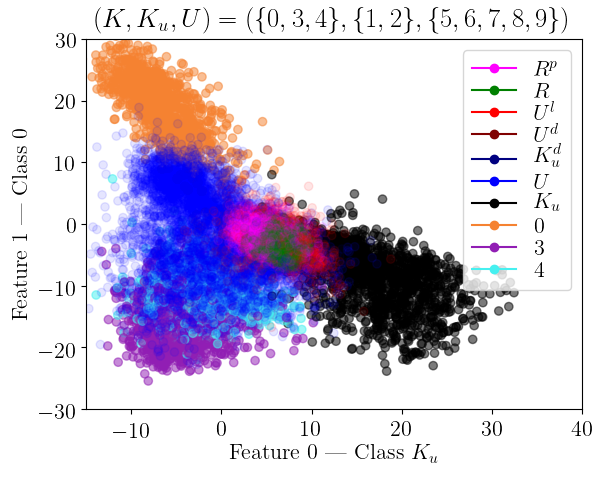 (K, K_u, U) = ({0, 3, 4}, {1, 2}, {5, 6, 7, 8, 9})
30
20
10
0
−10
−20
−30
Feature 1 — Class 0
R^p
R
U^l
U^d
K_u^d
U
K_u
0
3
4
−10
0
10
20
30
40
Feature 0 — Class K_u